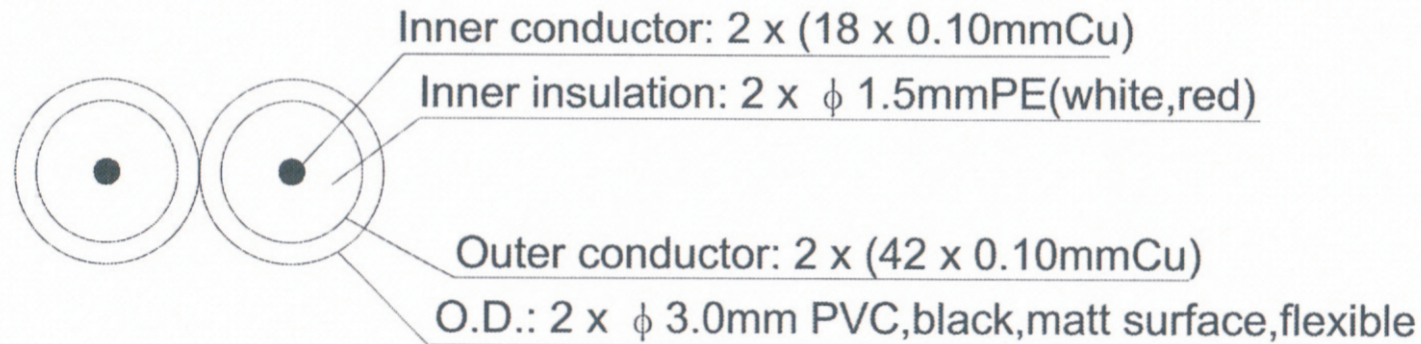 Inner conductor: 2 x (18 x 0.10mmCu)
Inner insulation: 2 x ϕ 1.5mmPE(white,red)
Outer conductor: 2 x (42 x 0.10mmCu)
O.D.: 2 x ϕ 3.0mm PVC,black,matt surface,flexible